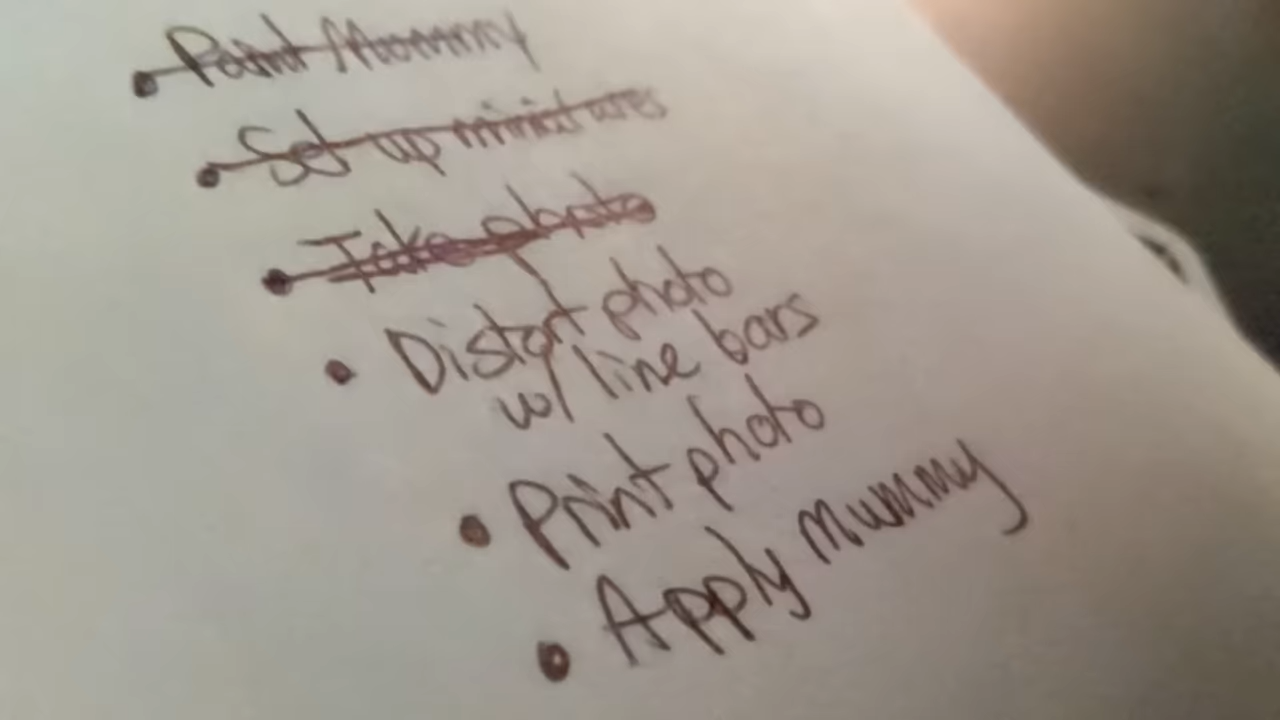 • Paint Mummy
• Set up miniatures
• Take photo
• Distort photo
w/ line bars
• Print photo
• Apply mummy